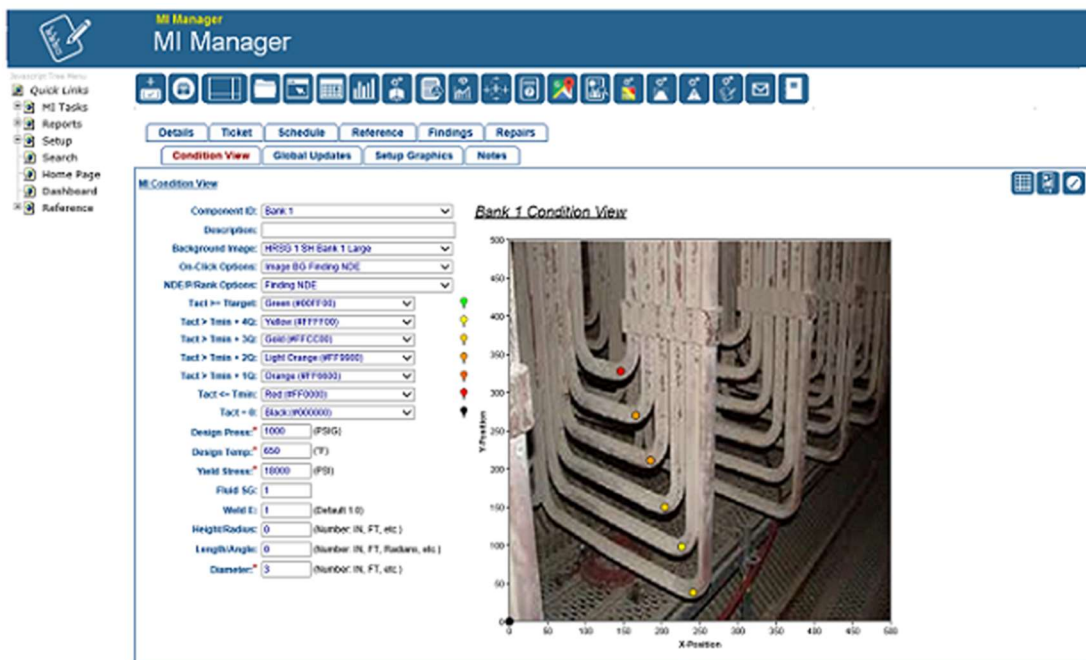 MI Manager
MI Manager
Javascript Tree Menu
Quick Links
MI Tasks
Reports
Setup
Search
Home Page
Dashboard
Reference
Details Ticket Schedule Reference Findings Repairs
Condition View Global Updates Setup Graphics Notes
MI Condition View
Component ID: Bank 1
Description:
Background Image: HRSG 1 SH Bank 1 Large
On-Click Options: Image BG Finding NDE
NDE/P/Rank Options: Finding NDE
Tact >= Ttarget: Green (#00FF00)
Tact > Tmin + 4Q: Yellow (#FFFF00)
Tact > Tmin + 3Q: Gold (#FFCC00)
Tact > Tmin + 2Q: Light Orange (#FF9900)
Tact > Tmin + 1Q: Orange (#FF6600)
Tact <= Tmin: Red (#FF0000)
Tact = 0: Black (#000000)
Design Press:* 1000 (PSIG)
Design Temp:* 650 (°F)
Yield Stress:* 18000 (PSI)
Fluid SG: 1
Weld E: 1 (Default 1.0)
Height/Radius: 0 (Number: IN, FT, etc.)
Length/Angle: 0 (Number: IN, FT, Radians, etc.)
Diameter:* 3 (Number: IN, FT, etc.)
Bank 1 Condition View
500
450
400
350
300
250
200
150
100
50
0
Y-Position
0 50 100 150 200 250 300 350 400 450 500
X-Position